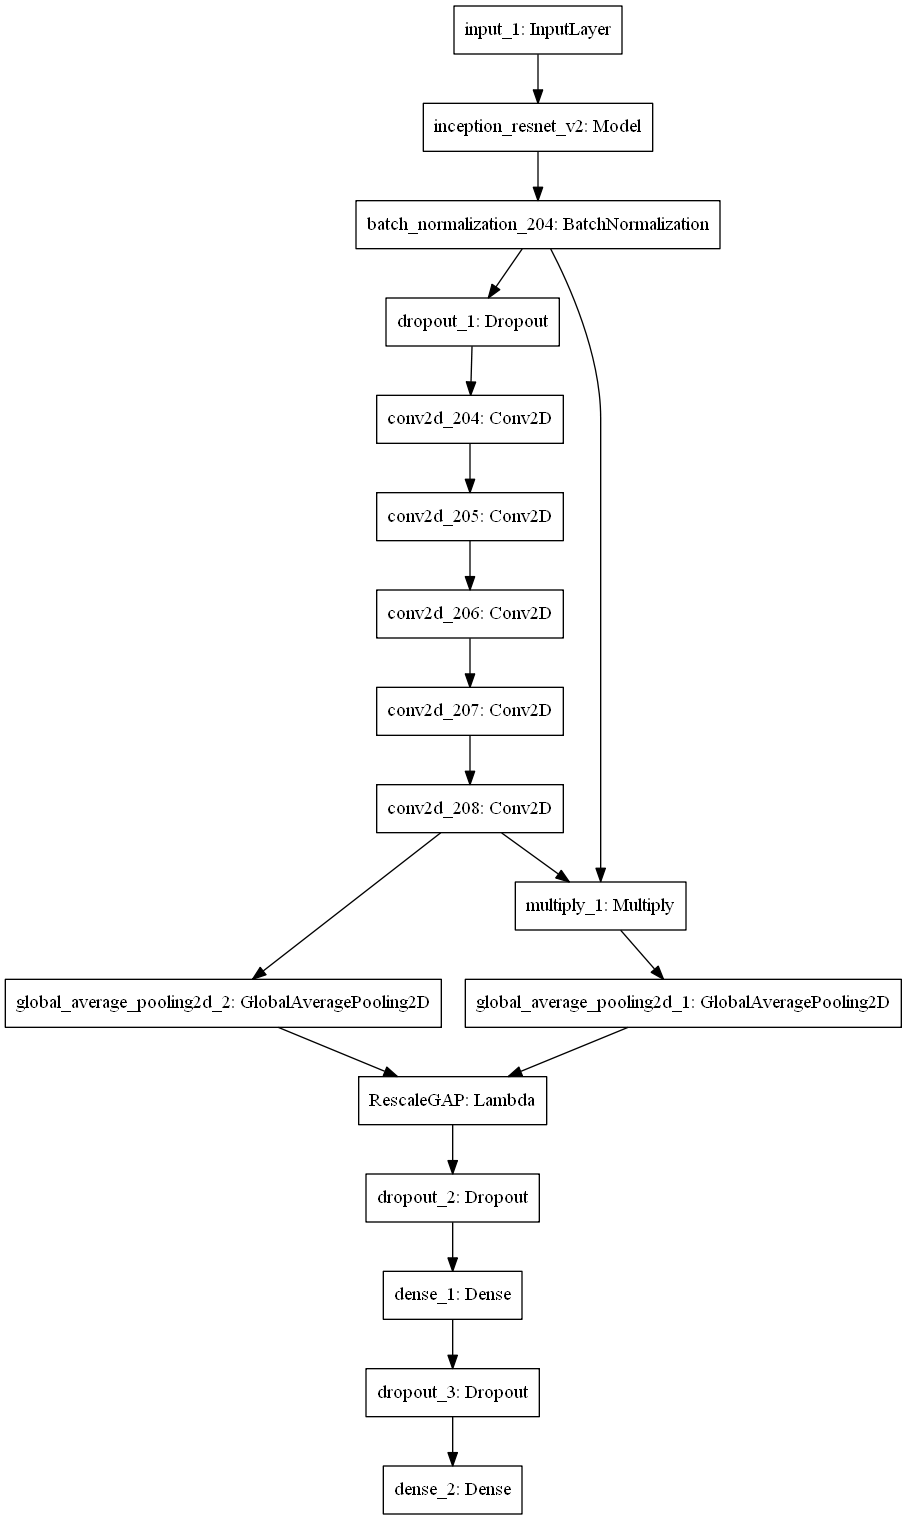 input_1: InputLayer
inception_resnet_v2: Model
batch_normalization_204: BatchNormalization
dropout_1: Dropout
conv2d_204: Conv2D
conv2d_205: Conv2D
conv2d_206: Conv2D
conv2d_207: Conv2D
conv2d_208: Conv2D
multiply_1: Multiply
global_average_pooling2d_2: GlobalAveragePooling2D
global_average_pooling2d_1: GlobalAveragePooling2D
RescaleGAP: Lambda
dropout_2: Dropout
dense_1: Dense
dropout_3: Dropout
dense_2: Dense